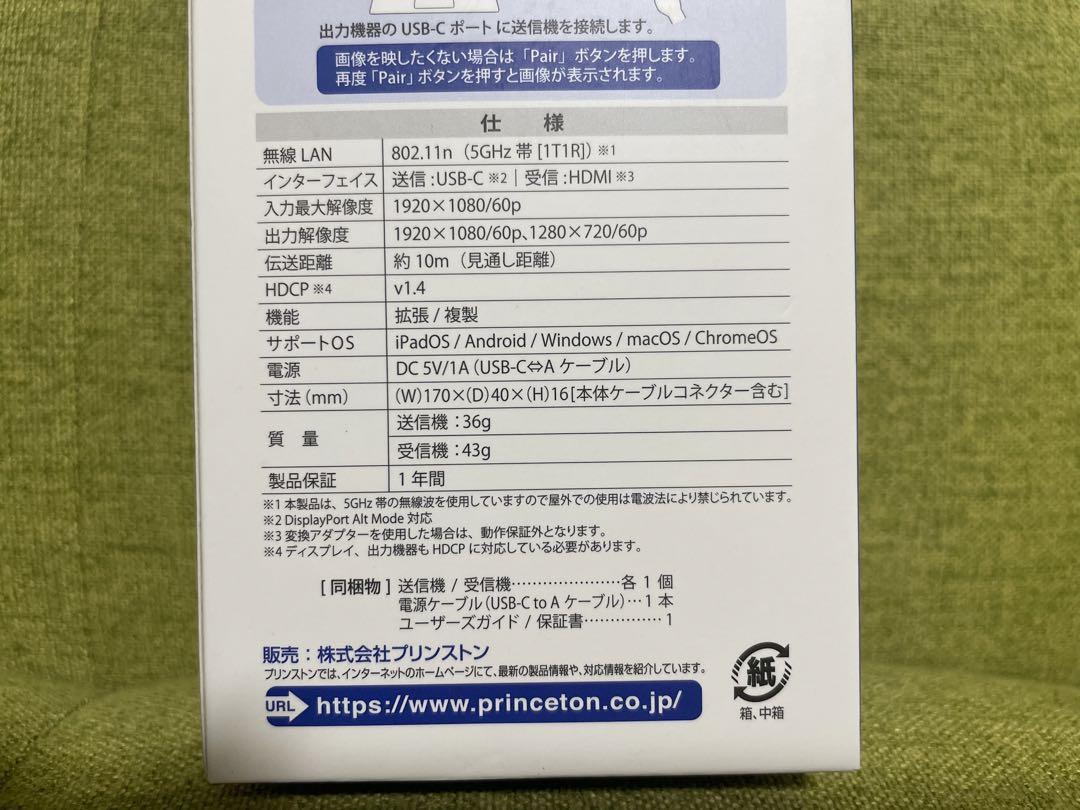 出力機器の USB-C ポートに送信機を接続します。
画像を映したくない場合は「Pair」ボタンを押します。
再度「Pair」ボタンを押すと画像が表示されます。
仕 様
無線 LAN 802.11n（5GHz 帯 [1T1R]）※1
インターフェイス 送信 : USB-C ※2｜受信 : HDMI ※3
入力最大解像度 1920×1080/60p
出力解像度 1920×1080/60p、1280×720/60p
伝送距離 約 10m（見通し距離）
HDCP ※4 v1.4
機能 拡張 / 複製
サポートOS iPadOS / Android / Windows / macOS / ChromeOS
電源 DC 5V/1A（USB-C⇔A ケーブル）
寸法（mm） (W)170×(D)40×(H)16[本体ケーブルコネクター含む]
質 量 送信機：36g
受信機：43g
製品保証 1 年間
※1 本製品は、5GHz 帯の無線波を使用していますので屋外での使用は電波法により禁じられています。
※2 DisplayPort Alt Mode 対応
※3 変換アダプターを使用した場合は、動作保証外となります。
※4 ディスプレイ、出力機器も HDCP に対応している必要があります。
[ 同梱物 ] 送信機 / 受信機…………………各 1 個
電源ケーブル（USB-C to A ケーブル）…1 本
ユーザーズガイド / 保証書……………1
販売：株式会社プリンストン
プリンストンでは、インターネットのホームページにて、最新の製品情報や、対応情報を紹介しています。
URL https://www.princeton.co.jp/
紙
箱、中箱